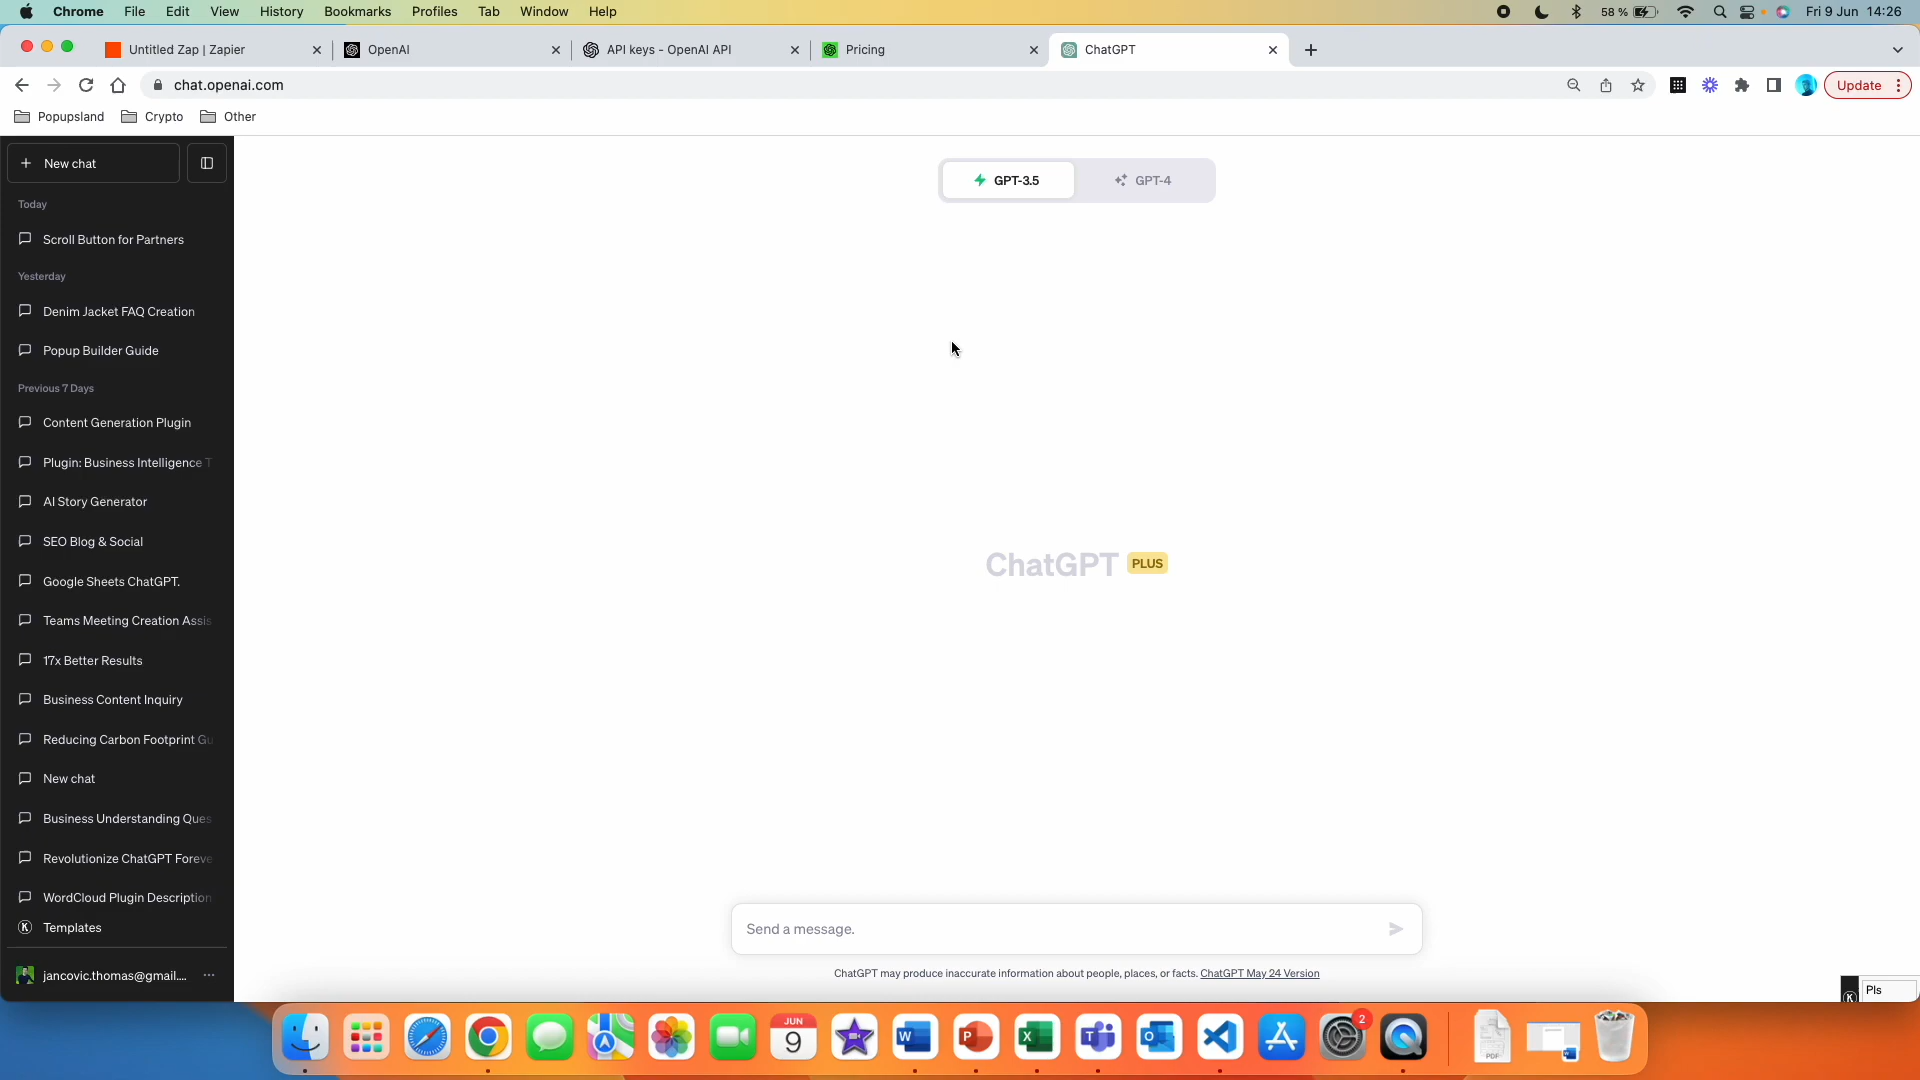 Chrome File Edit View History Bookmarks Profiles Tab Window Help 58 % Fri 9 Jun 14:26
Untitled Zap | Zapier OpenAI API keys - OpenAI API Pricing ChatGPT
chat.openai.com Update
Popupsland Crypto Other
New chat
GPT-3.5 GPT-4
Today
Scroll Button for Partners
Yesterday
Denim Jacket FAQ Creation
Popup Builder Guide
Previous 7 Days
Content Generation Plugin
Plugin: Business Intelligence T
AI Story Generator
SEO Blog & Social
Google Sheets ChatGPT.
Teams Meeting Creation Assis
17x Better Results
Business Content Inquiry
Reducing Carbon Footprint Gu
New chat
Business Understanding Ques
Revolutionize ChatGPT Foreve
WordCloud Plugin Description
Templates
jancovic.thomas@gmail....
ChatGPT PLUS
Send a message.
ChatGPT may produce inaccurate information about people, places, or facts. ChatGPT May 24 Version
K Pls
JUN
9
W P X T O 2 PDF W